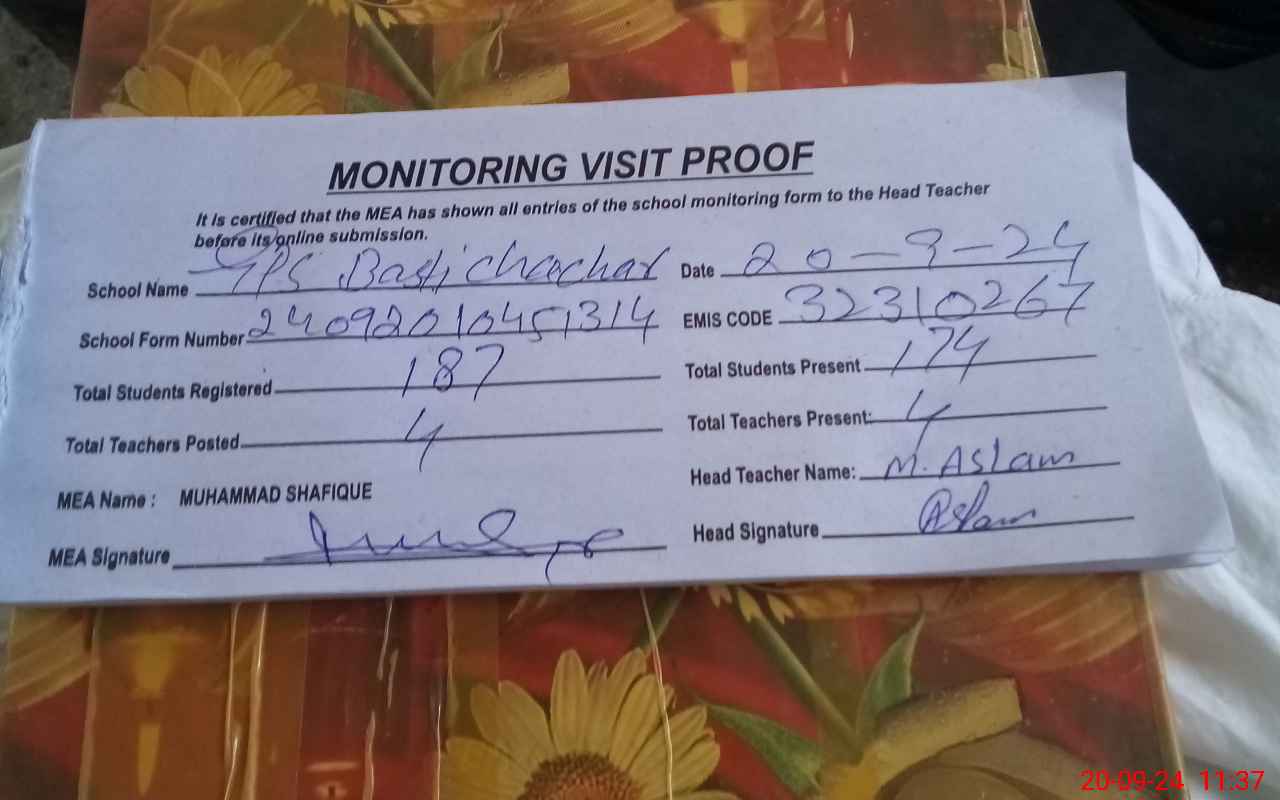 MONITORING VISIT PROOF
It is certified that the MEA has shown all entries of the school monitoring form to the Head Teacher
before its online submission.
School Name GPS Basti Chachar Date 20-9-24
School Form Number 24092010451314 EMIS CODE 32310267
Total Students Registered 187 Total Students Present 174
Total Teachers Posted 4 Total Teachers Present: 4
MEA Name : MUHAMMAD SHAFIQUE Head Teacher Name: M. Aslam
MEA Signature Head Signature Aslam
20-09-24 11:37